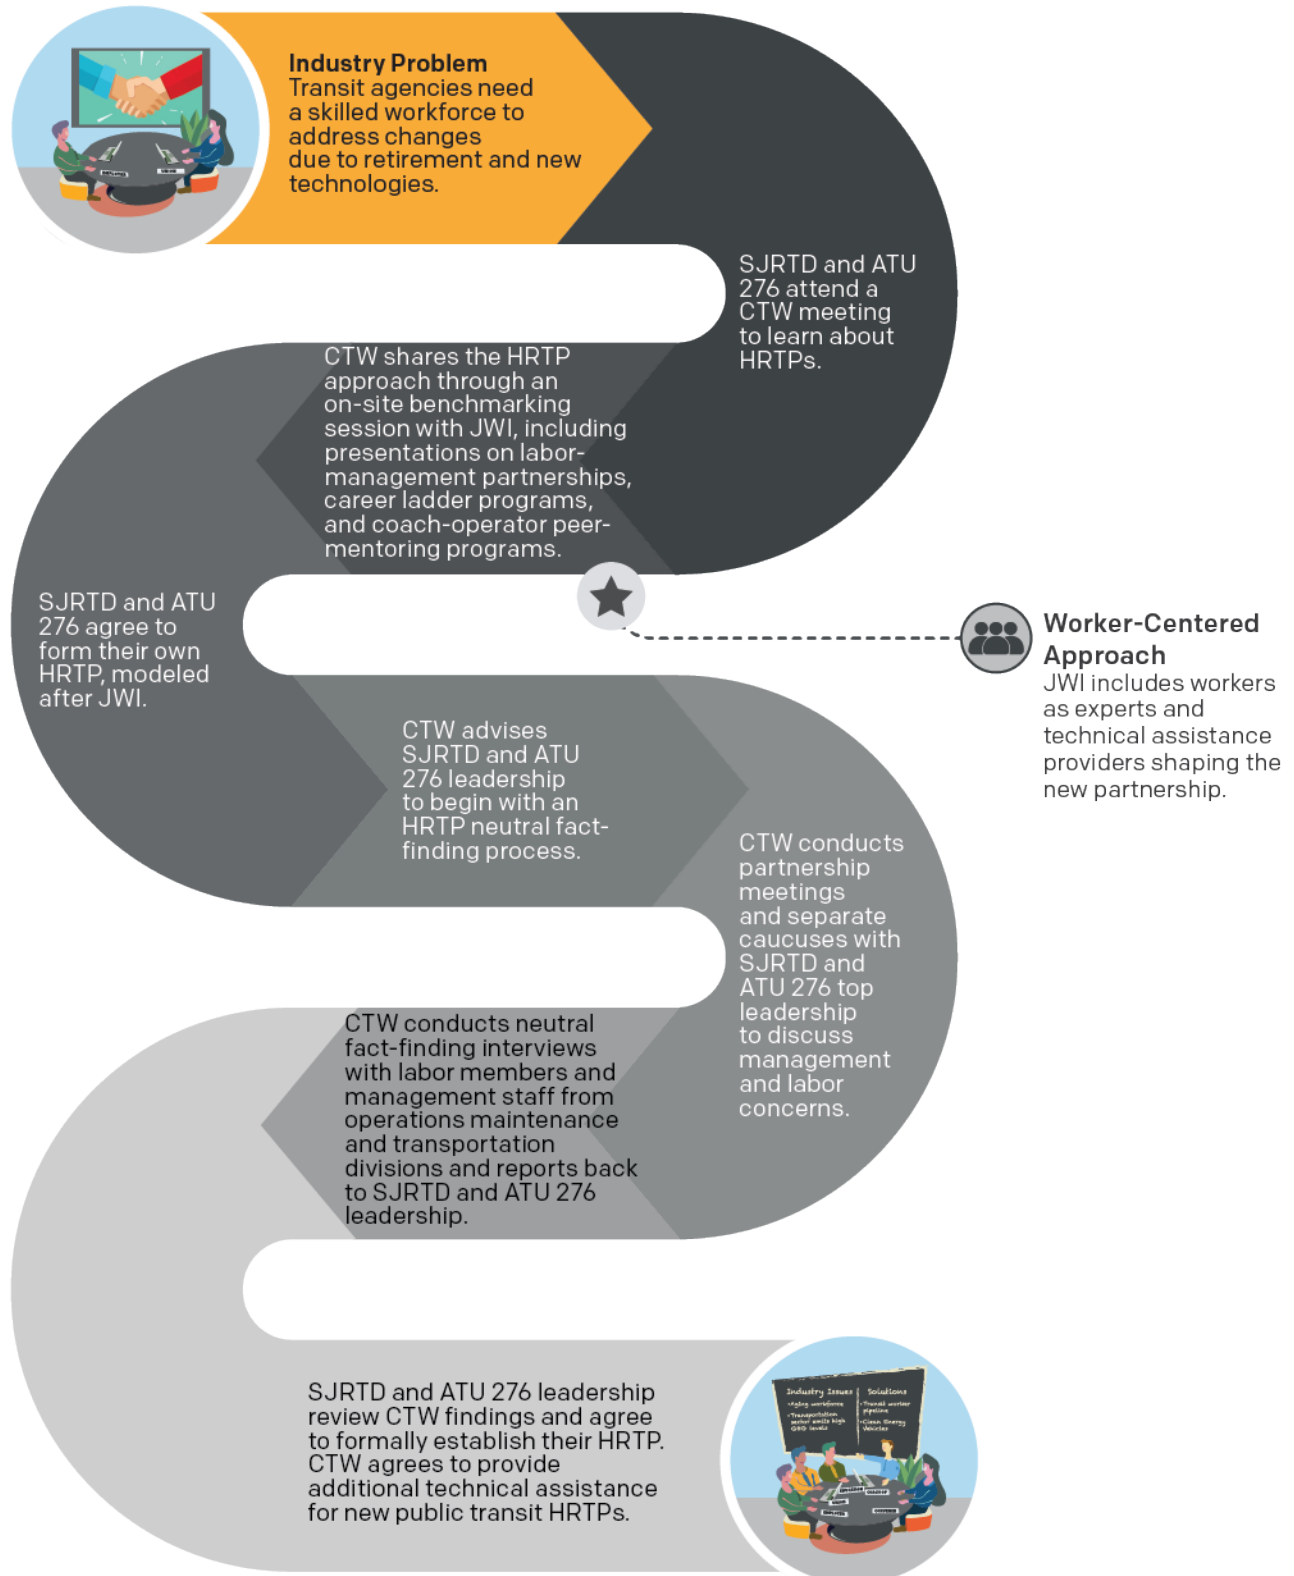 Industry Problem
Transit agencies need
a skilled workforce to
address changes
due to retirement and new
technologies.
SJRTD and ATU
276 attend a
CTW meeting
to learn about
HRTPs.
CTW shares the HRTP
approach through an
on-site benchmarking
session with JWI, including
presentations on labor-
management partnerships,
career ladder programs,
and coach-operator peer-
mentoring programs.
Worker-Centered
Approach
JWI includes workers
as experts and
technical assistance
providers shaping the
new partnership.
SJRTD and ATU
276 agree to
form their own
HRTP, modeled
after JWI.
CTW advises
SJRTD and ATU
276 leadership
to begin with an
HRTP neutral fact-
finding process.
CTW conducts
partnership
meetings
and separate
caucuses with
SJRTD and
ATU 276 top
leadership
to discuss
management
and labor
concerns.
CTW conducts neutral
fact-finding interviews
with labor members and
management staff from
operations maintenance
and transportation
divisions and reports back
to SJRTD and ATU 276
leadership.
SJRTD and ATU 276 leadership
review CTW findings and agree
to formally establish their HRTP.
CTW agrees to provide
additional technical assistance
for new public transit HRTPs.
Industry Issues
•Aging workforce
•Transportation
sector emits high
GHG levels
Solutions
•Transit worker
pipeline
•Clean Energy
Vehicles